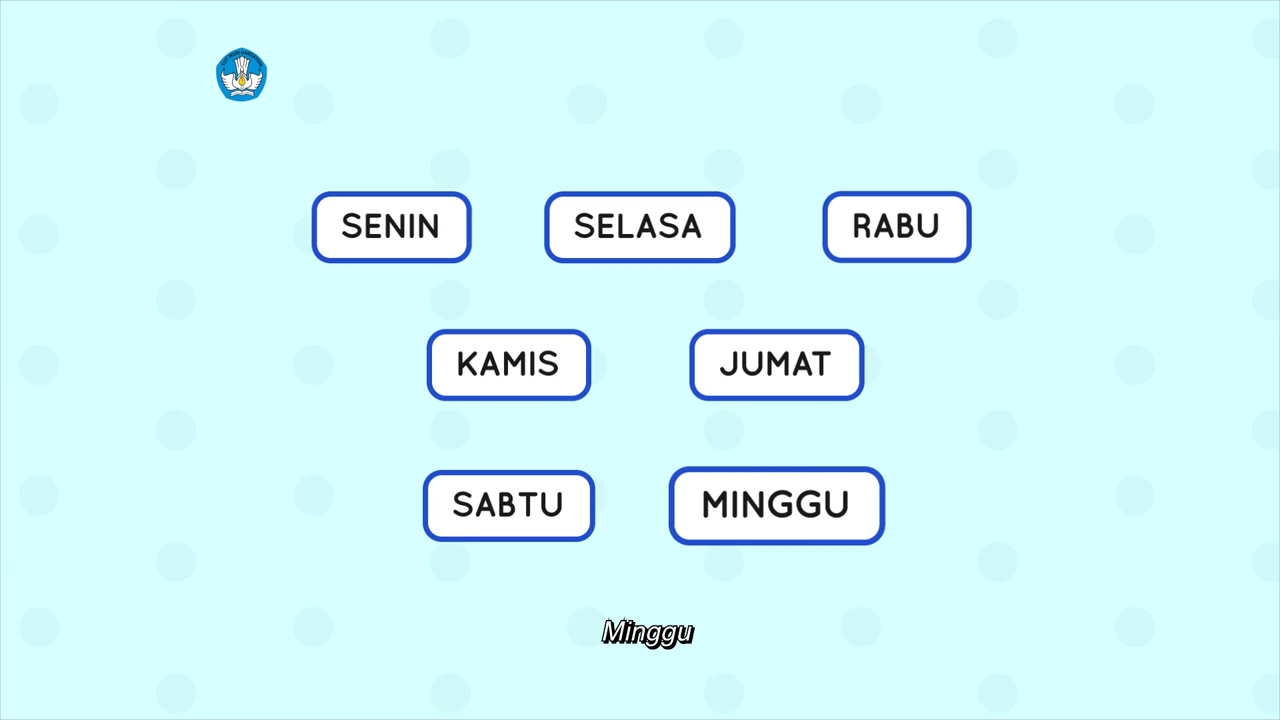 SENIN SELASA RABU
KAMIS JUMAT
SABTU MINGGU
Minggu